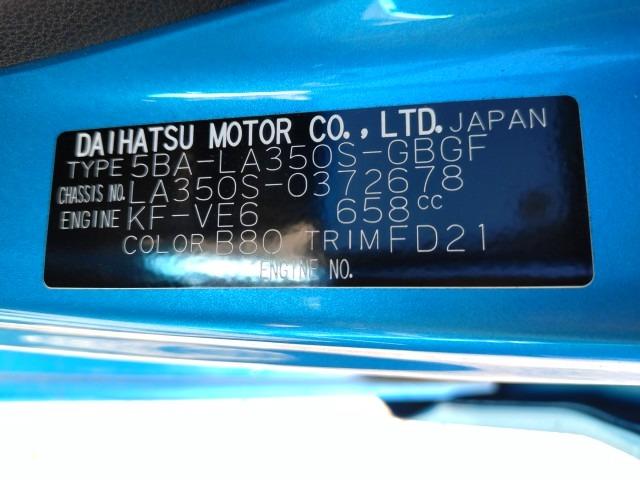 DAIHATSU MOTOR CO., LTD. JAPAN
TYPE 5BA-LA350S-GBGF
CHASSIS NO. LA350S-0372678
ENGINE KF-VE6 658cc
COLOR B80 TRIM FD21
ENGINE NO.